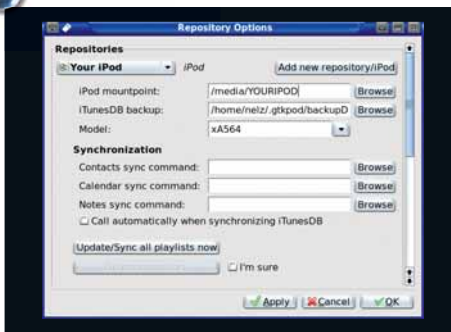 Repository Options
Repositories
Your iPod iPod Add new repository/iPod
iPod mountpoint: /media/YOURIPOD Browse
iTunesDB backup: /home/nelz/.gtkpod/backupD Browse
Model: xA564
Synchronization
Contacts sync command: Browse
Calendar sync command: Browse
Notes sync command: Browse
Call automatically when synchronizing iTunesDB
Update/Sync all playlists now
I'm sure
Apply Cancel OK